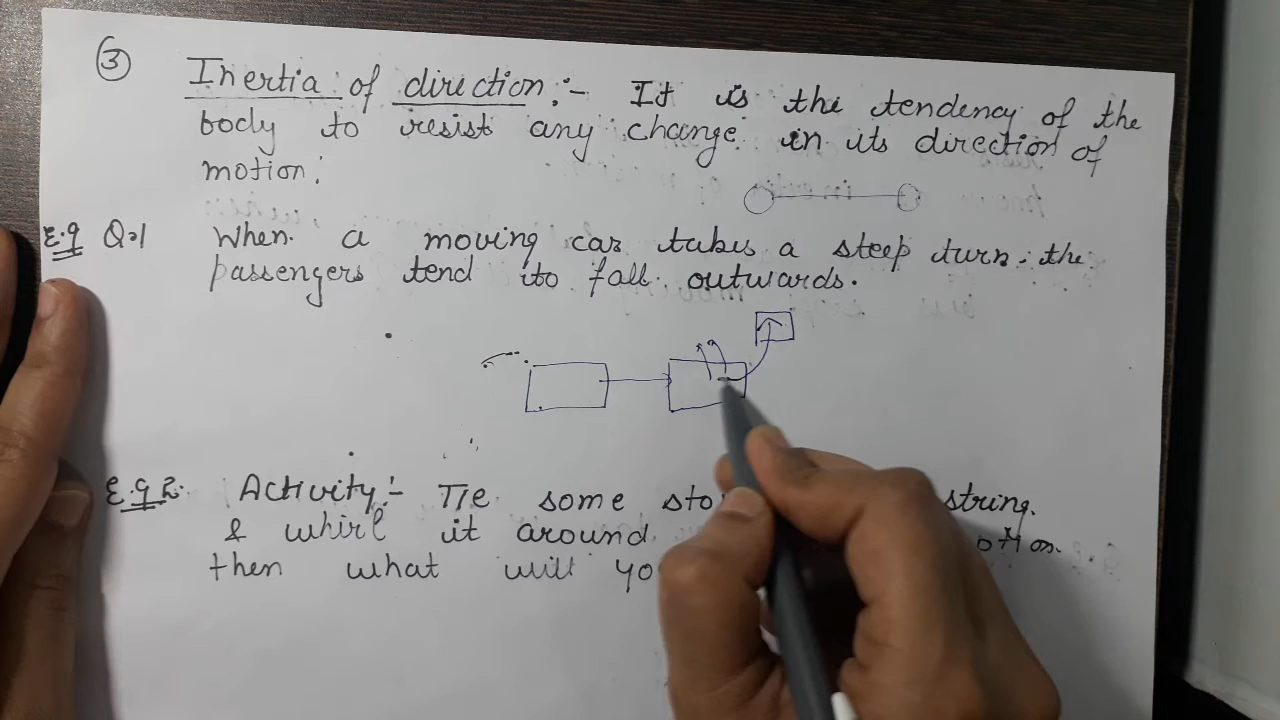 ③ Inertia of direction :- It is the tendency of the
body to resist any change in its direction of
motion.
E.g Q.1 When a moving car takes a steep turn. the
passengers tend to fall outwards.
E.g 2. Activity :- Tie some string.
& whirl it around
then what will